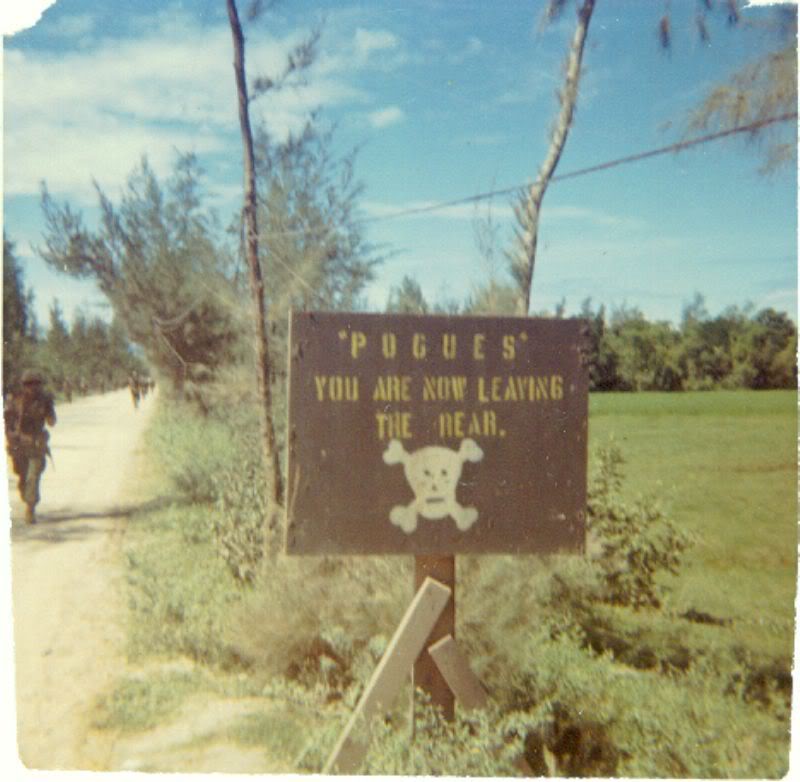 "POGUES"
YOU ARE NOW LEAVING
THE REAR.